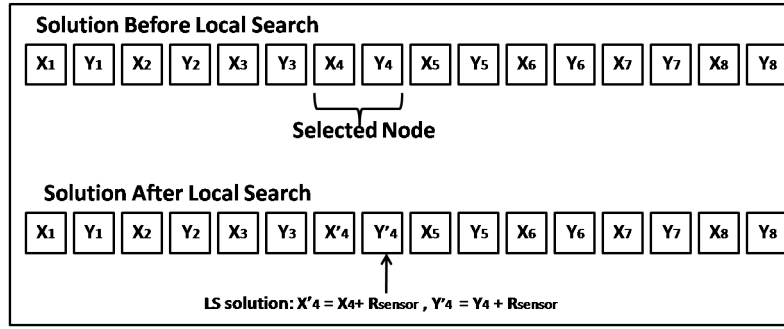 Solution Before Local Search
X1 Y1 X2 Y2 X3 Y3 X4 Y4 X5 Y5 X6 Y6 X7 Y7 X8 Y8
Selected Node
Solution After Local Search
X1 Y1 X2 Y2 X3 Y3 X'4 Y'4 X5 Y5 X6 Y6 X7 Y7 X8 Y8
LS solution: X'4 = X4+ Rsensor , Y'4 = Y4 + Rsensor